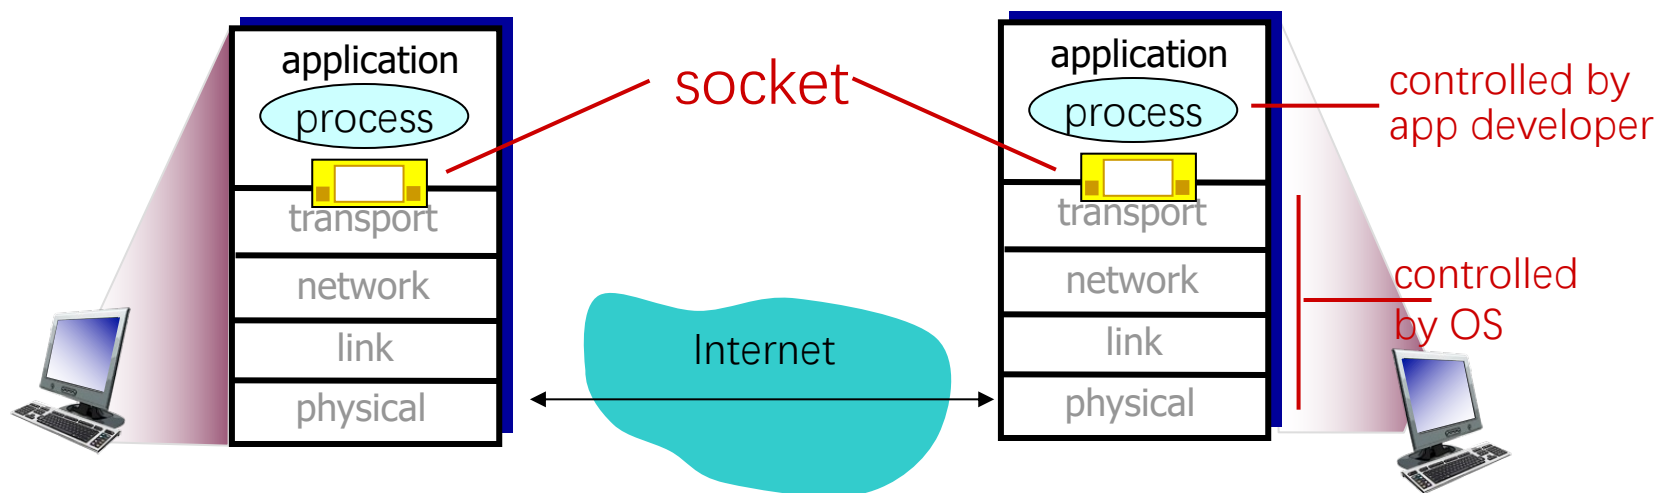 application
process
transport
network
link
physical
socket
Internet
application
process
transport
network
link
physical
controlled by
app developer
controlled
by OS